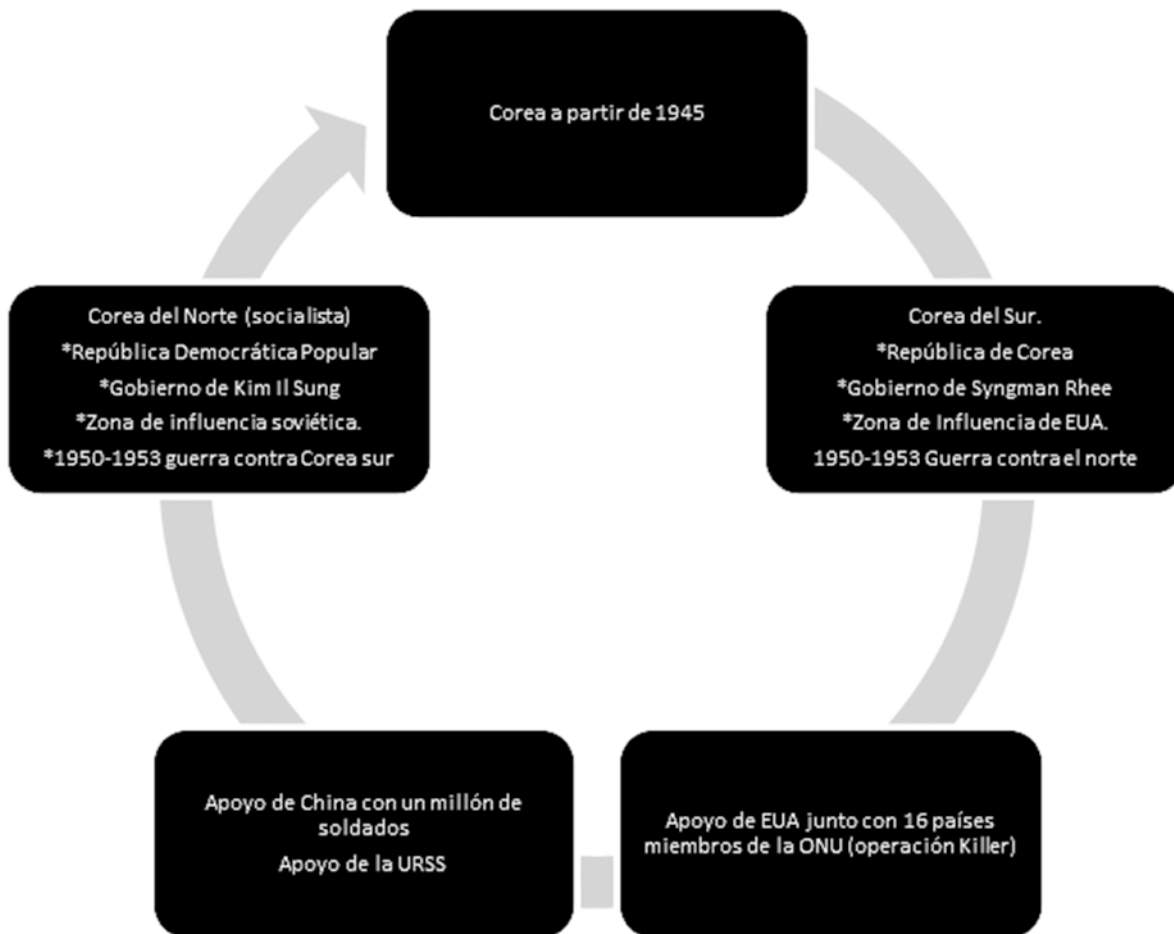 Corea a partir de 1945
Corea del Norte (socialista)
*República Democrática Popular
*Gobierno de Kim Il Sung
*Zona de influencia soviética.
*1950-1953 guerra contra Corea sur
Corea del Sur.
*República de Corea
*Gobierno de Syngman Rhee
*Zona de Influencia de EUA.
1950-1953 Guerra contra el norte
Apoyo de China con un millón de
soldados
Apoyo de la URSS
Apoyo de EUA junto con 16 países
miembros de la ONU (operación Killer)